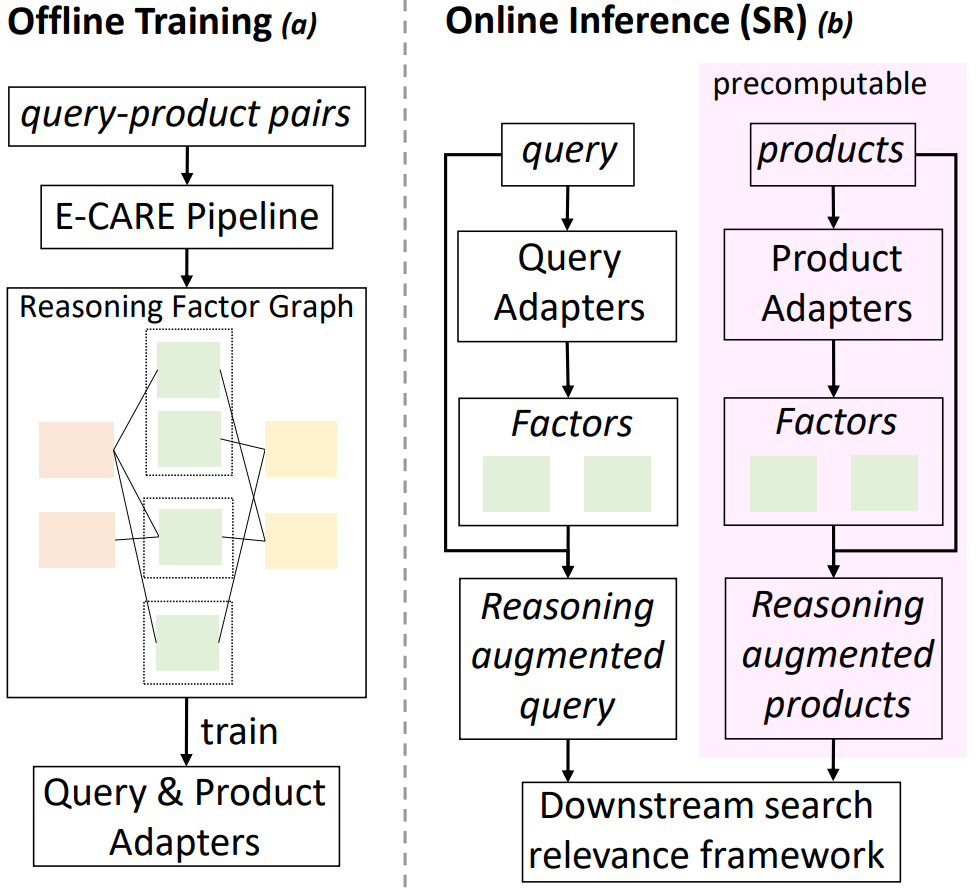 Offline Training (a)
query-product pairs
E-CARE Pipeline
Reasoning Factor Graph
train
Query & Product
Adapters
Online Inference (SR) (b)
precomputable
query
products
Query
Adapters
Product
Adapters
Factors
Factors
Reasoning
augmented
query
Reasoning
augmented
products
Downstream search
relevance framework